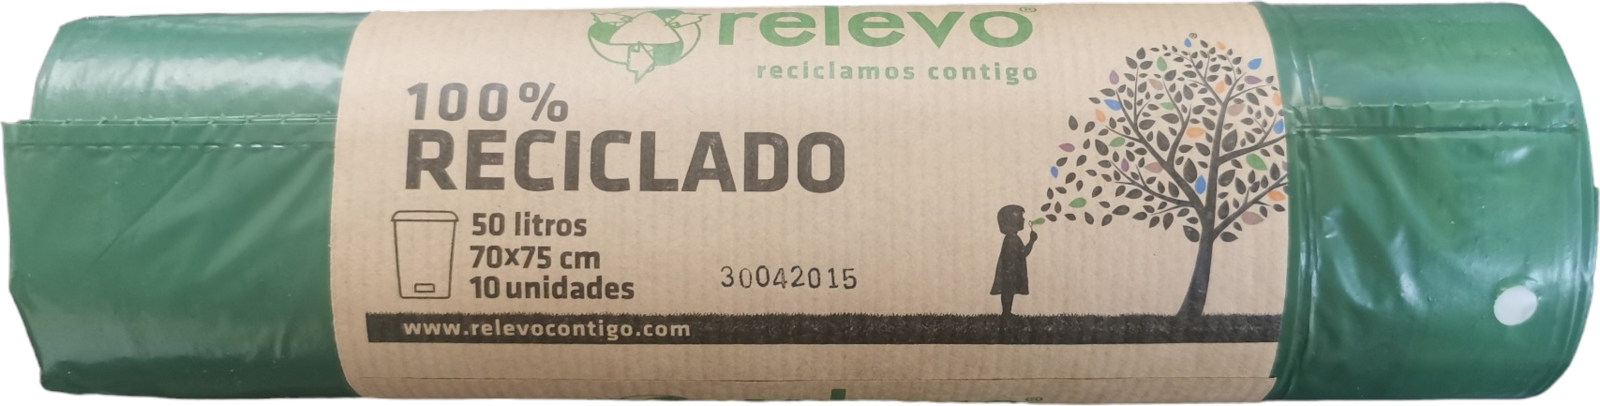 relevo®
reciclamos contigo
100%
RECICLADO
50 litros
70x75 cm
10 unidades
30042015
www.relevocontigo.com